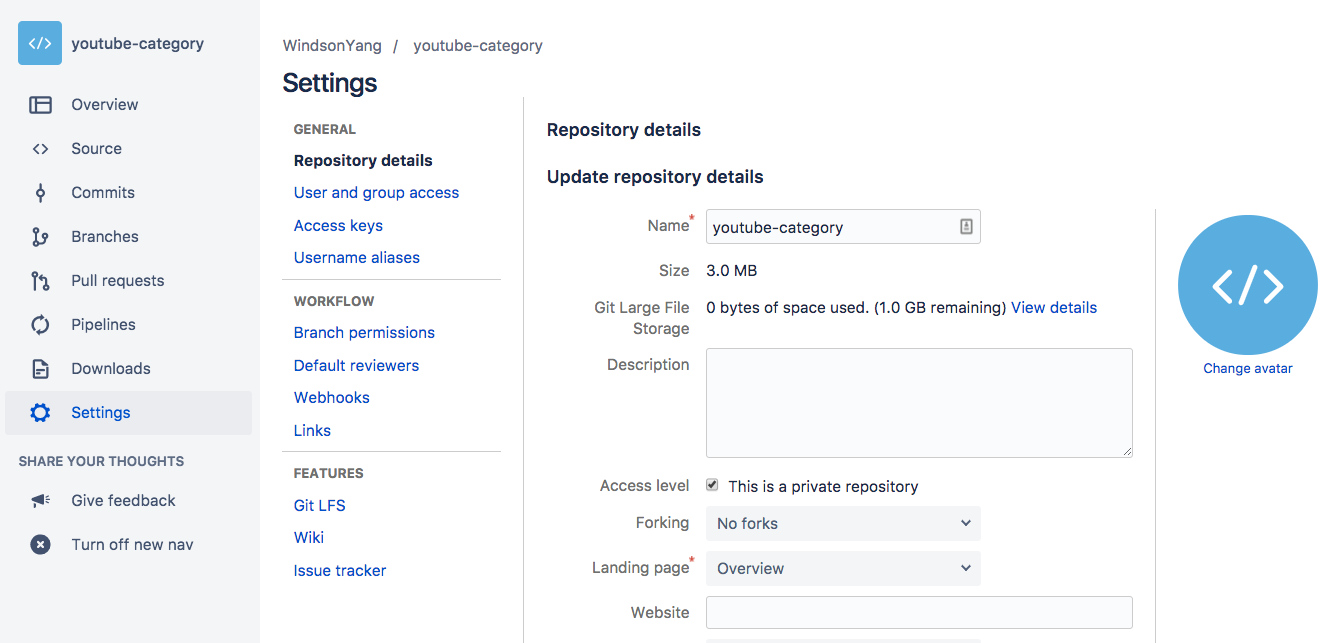 youtube-category
Overview
Source
Commits
Branches
Pull requests
Pipelines
Downloads
Settings
SHARE YOUR THOUGHTS
Give feedback
Turn off new nav
WindsonYang / youtube-category
Settings
GENERAL
Repository details
User and group access
Access keys
Username aliases
WORKFLOW
Branch permissions
Default reviewers
Webhooks
Links
FEATURES
Git LFS
Wiki
Issue tracker
Repository details
Update repository details
Name* youtube-category
Size 3.0 MB
Git Large File
Storage
0 bytes of space used. (1.0 GB remaining) View details
Description
Access level This is a private repository
Forking No forks
Landing page* Overview
Website
</>
Change avatar